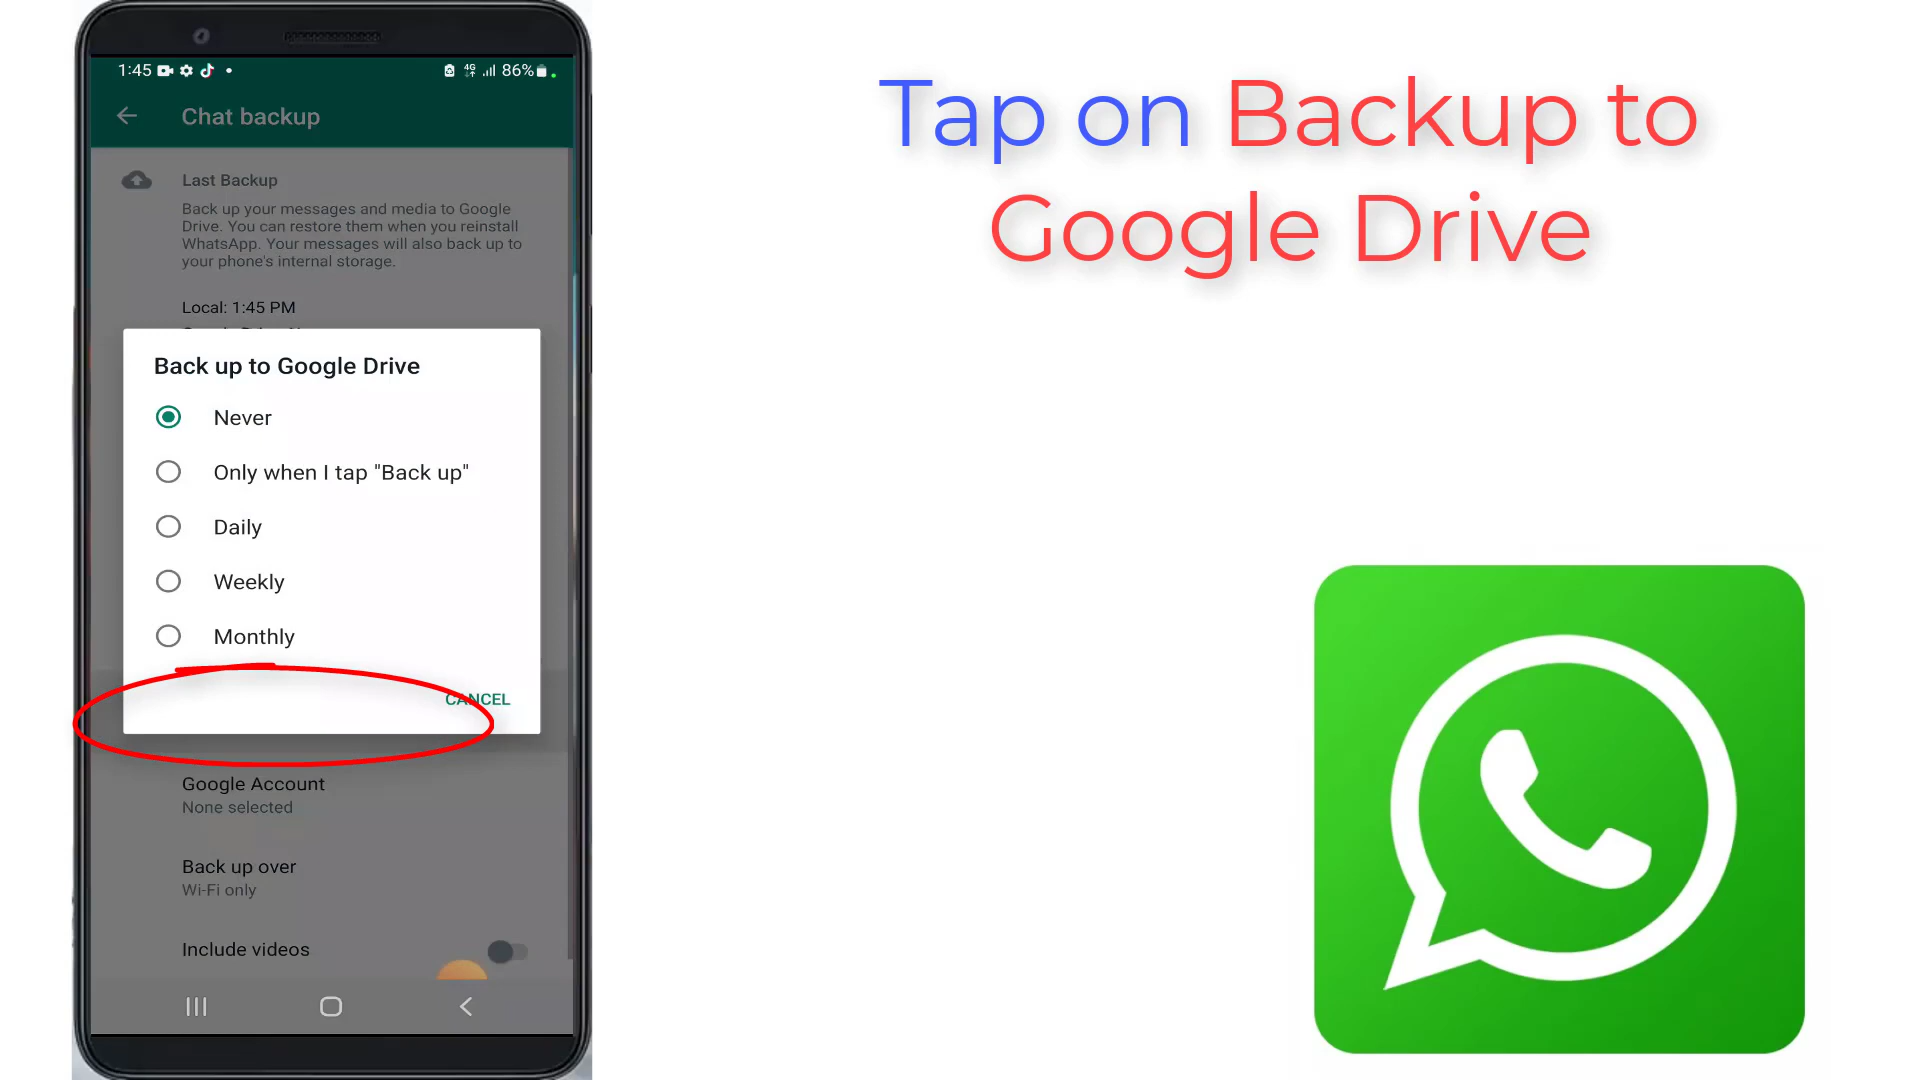 Tap on Backup to
Google Drive
1:45
4G
86%
Chat backup
Last Backup
Back up your messages and media to Google
Drive. You can restore them when you reinstall
WhatsApp. Your messages will also back up to
your phone's internal storage.
Local: 1:45 PM
Back up to Google Drive
Never
Only when I tap "Back up"
Daily
Weekly
Monthly
CANCEL
Google Account
None selected
Back up over
Wi-Fi only
Include videos